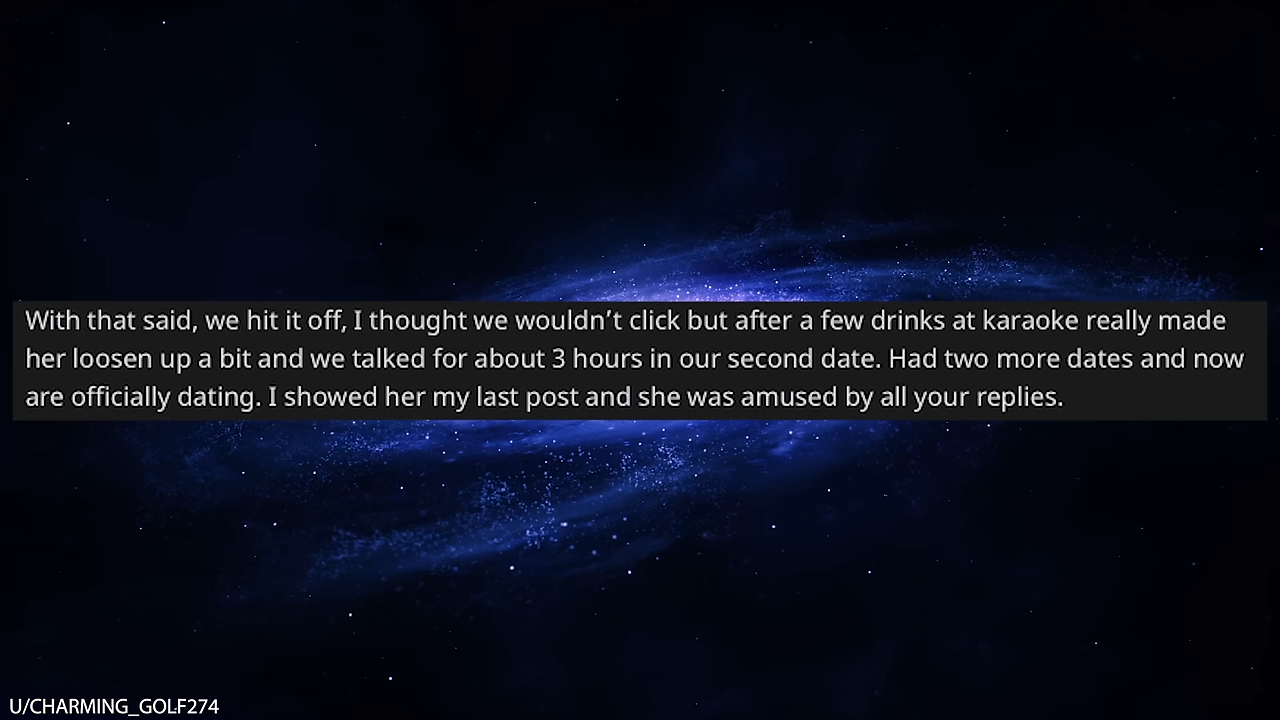 With that said, we hit it off, I thought we wouldn't click but after a few drinks at karaoke really made
her loosen up a bit and we talked for about 3 hours in our second date. Had two more dates and now
are officially dating. I showed her my last post and she was amused by all your replies.
U/CHARMING_GOLF274